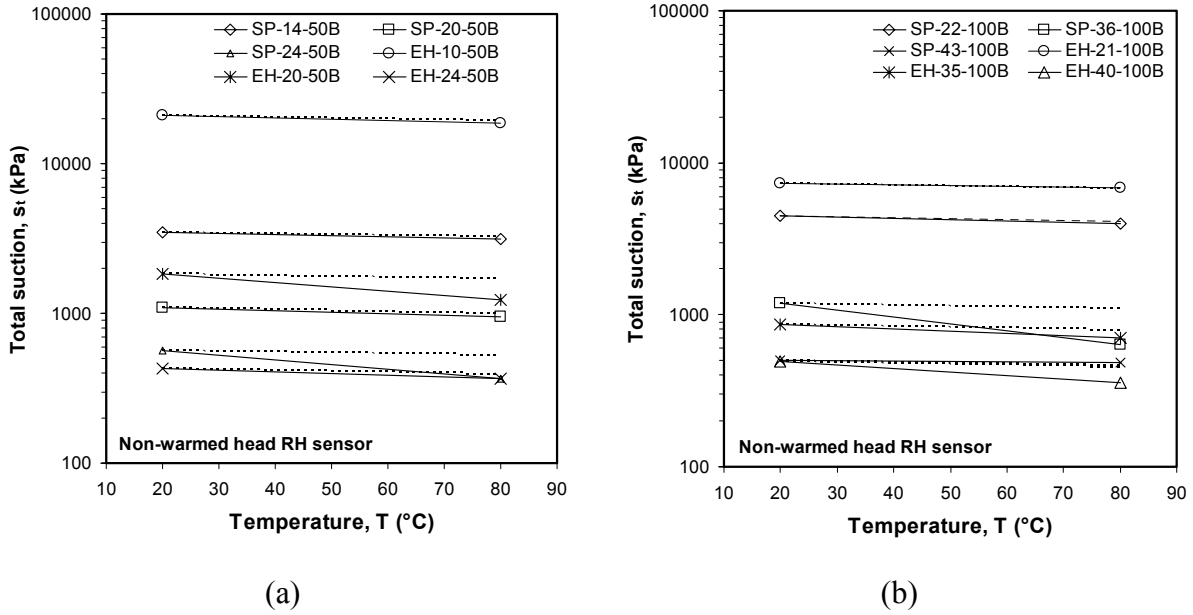 100000
SP-14-50B SP-20-50B
SP-24-50B EH-10-50B
EH-20-50B EH-24-50B
10000
1000
100
Total suction, st (kPa)
Non-warmed head RH sensor
10 20 30 40 50 60 70 80 90
Temperature, T (°C)
(a)
100000
SP-22-100B SP-36-100B
SP-43-100B EH-21-100B
EH-35-100B EH-40-100B
10000
1000
100
Total suction, st (kPa)
Non-warmed head RH sensor
10 20 30 40 50 60 70 80 90
Temperature, T (°C)
(b)